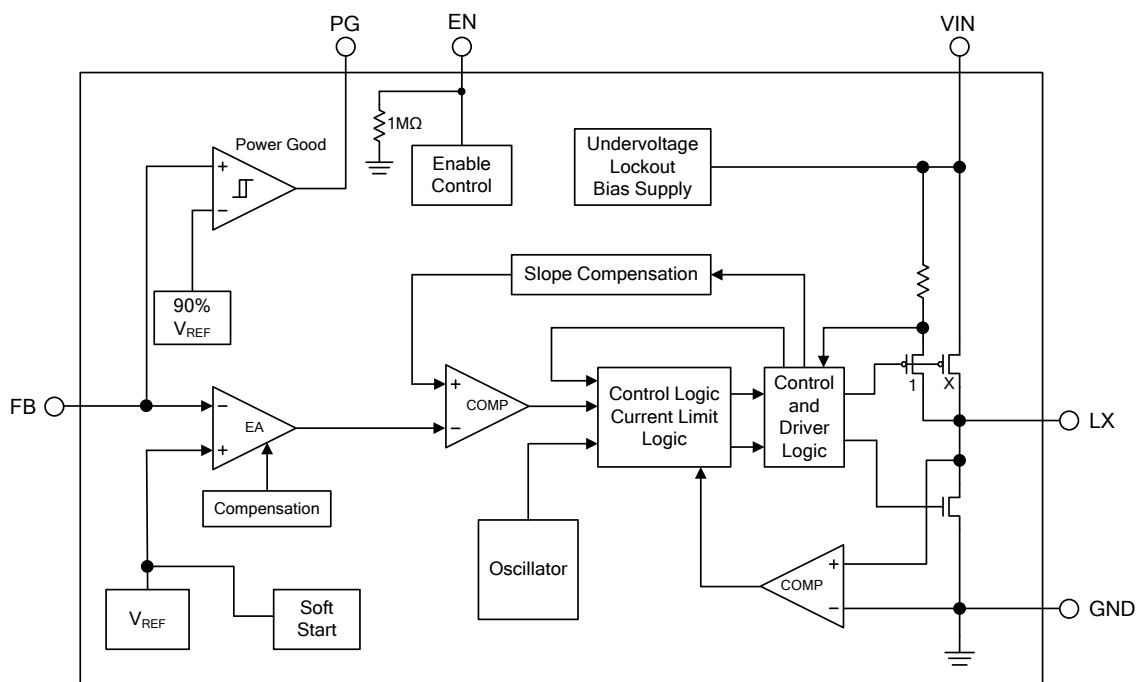 PG
EN
VIN
1MΩ
Power Good
+
−
Enable
Control
Undervoltage
Lockout
Bias Supply
90%
VREF
Slope Compensation
FB
−
+
EA
Compensation
+
−
COMP
Control Logic
Current Limit
Logic
Control
and
Driver
Logic
1
X
LX
Oscillator
COMP
+
−
VREF
Soft
Start
GND